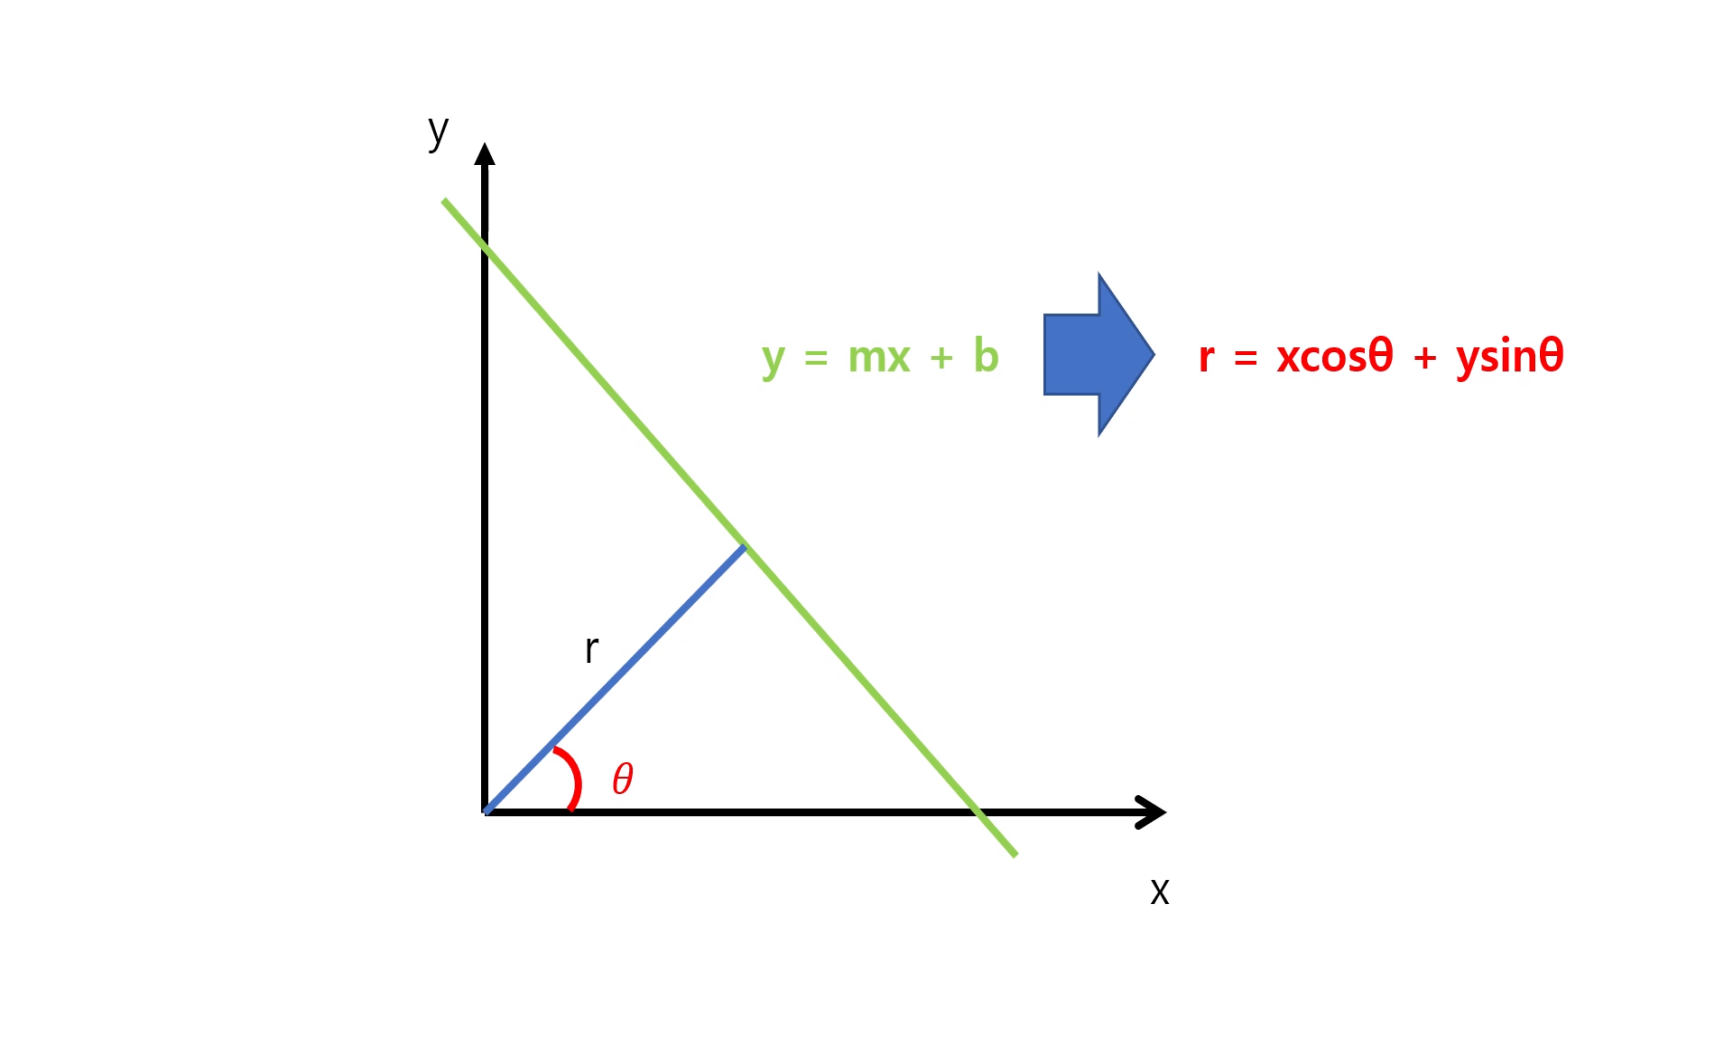 y
y = mx + b
r = xcosθ + ysinθ
r
θ
x